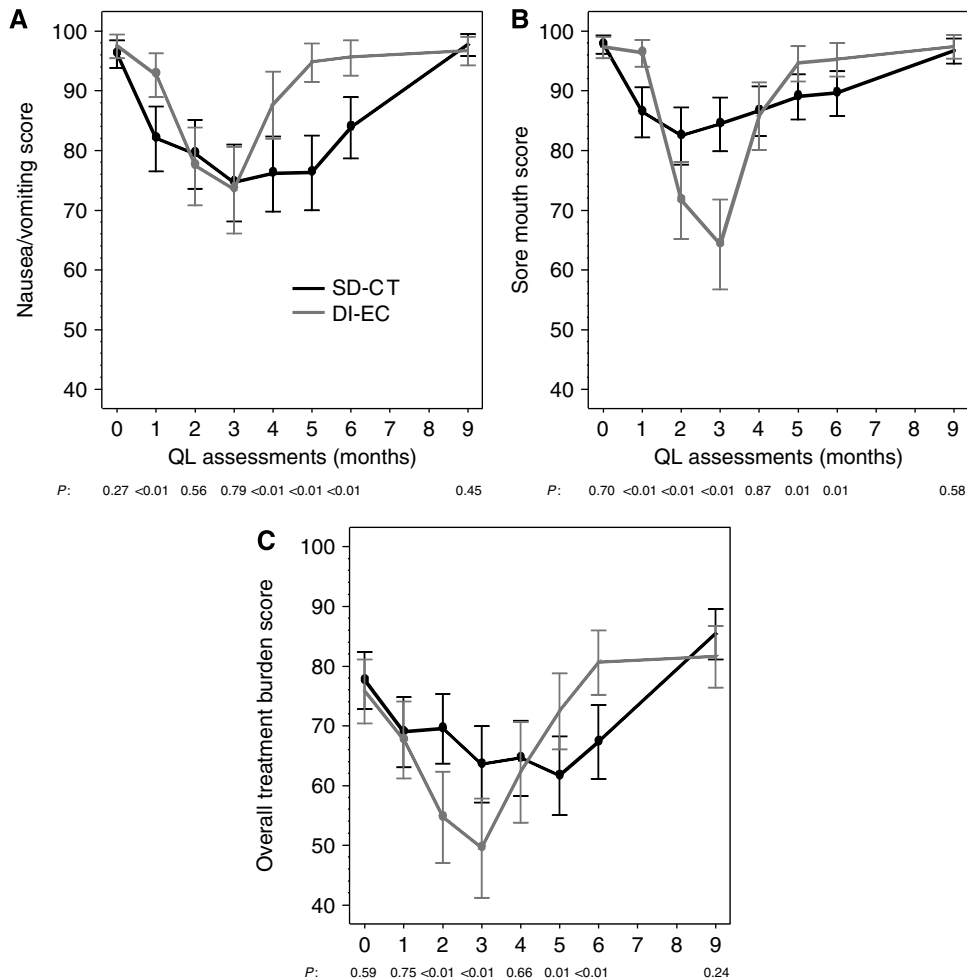 A
100
90
80
70
60
50
40
Nausea/vomiting score
SD-CT
DI-EC
0 1 2 3 4 5 6 7 8 9
QL assessments (months)
P: 0.27 <0.01 0.56 0.79 <0.01 <0.01 <0.01 0.45
B
100
90
80
70
60
50
40
Sore mouth score
0 1 2 3 4 5 6 7 8 9
QL assessments (months)
P: 0.70 <0.01 <0.01 <0.01 0.87 0.01 0.01 0.58
C
100
90
80
70
60
50
40
Overall treatment burden score
0 1 2 3 4 5 6 7 8 9
P: 0.59 0.75 <0.01 <0.01 0.66 0.01 <0.01 0.24